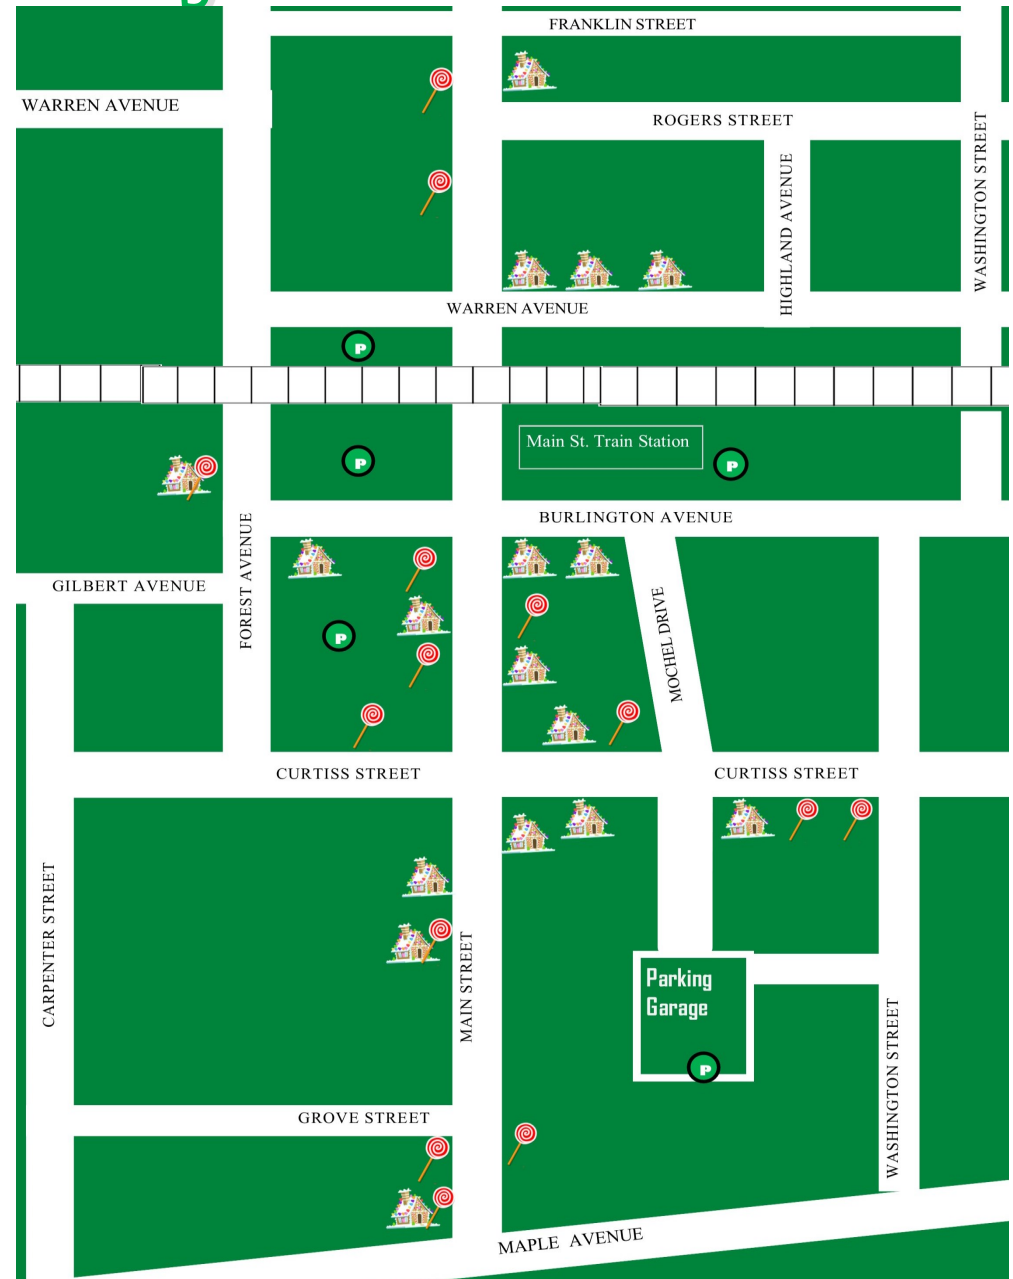 FRANKLIN STREET
WARREN AVENUE
ROGERS STREET
WASHINGTON STREET
HIGHLAND AVENUE
WARREN AVENUE
P
Main St. Train Station
P
P
BURLINGTON AVENUE
FOREST AVENUE
GILBERT AVENUE
MOCHEL DRIVE
P
CURTISS STREET
CURTISS STREET
CARPENTER STREET
MAIN STREET
Parking
Garage
P
WASHINGTON STREET
GROVE STREET
MAPLE AVENUE